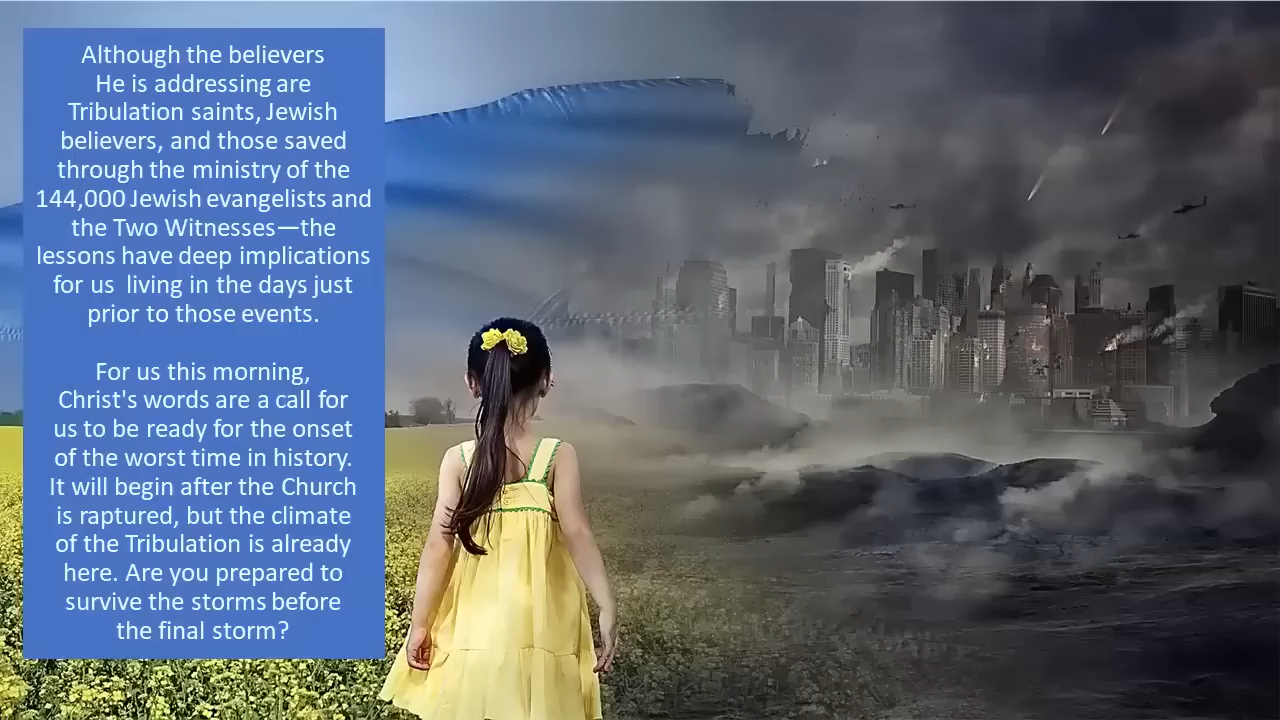 Although the believers
He is addressing are
Tribulation saints, Jewish
believers, and those saved
through the ministry of the
144,000 Jewish evangelists and
the Two Witnesses—the
lessons have deep implications
for us  living in the days just
prior to those events.
For us this morning,
Christ's words are a call for
us to be ready for the onset
of the worst time in history.
It will begin after the Church
is raptured, but the climate
of the Tribulation is already
here. Are you prepared to
survive the storms before
the final storm?